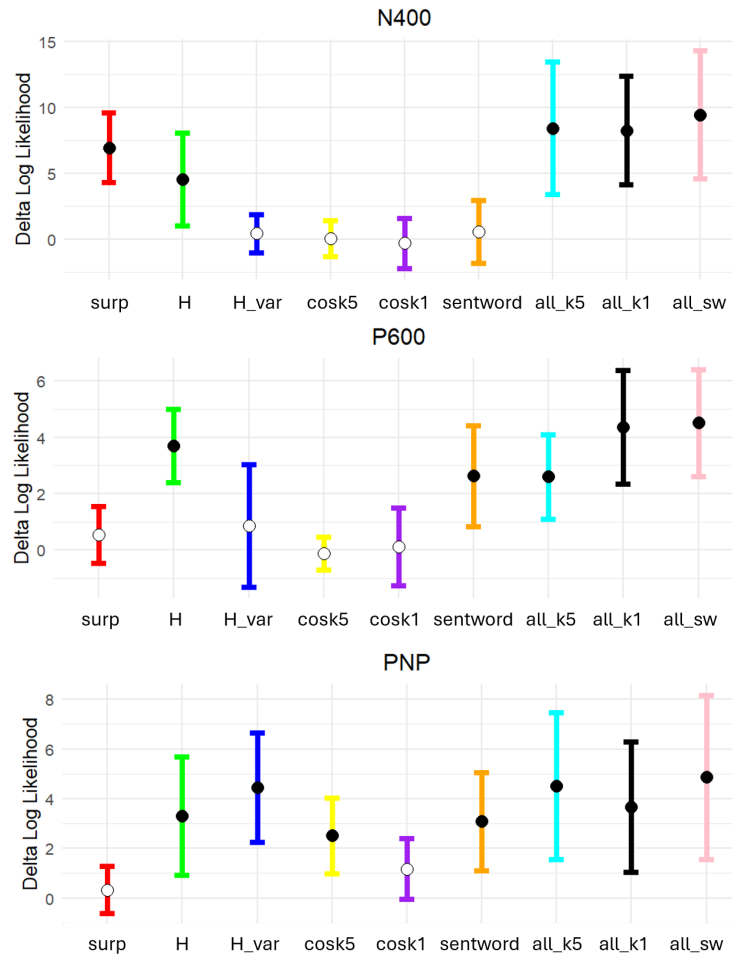 N400
Delta Log Likelihood
15
10
5
0
surp H H_var cosk5 cosk1 sentword all_k5 all_k1 all_sw
P600
Delta Log Likelihood
6
4
2
0
surp H H_var cosk5 cosk1 sentword all_k5 all_k1 all_sw
PNP
Delta Log Likelihood
8
6
4
2
0
surp H H_var cosk5 cosk1 sentword all_k5 all_k1 all_sw